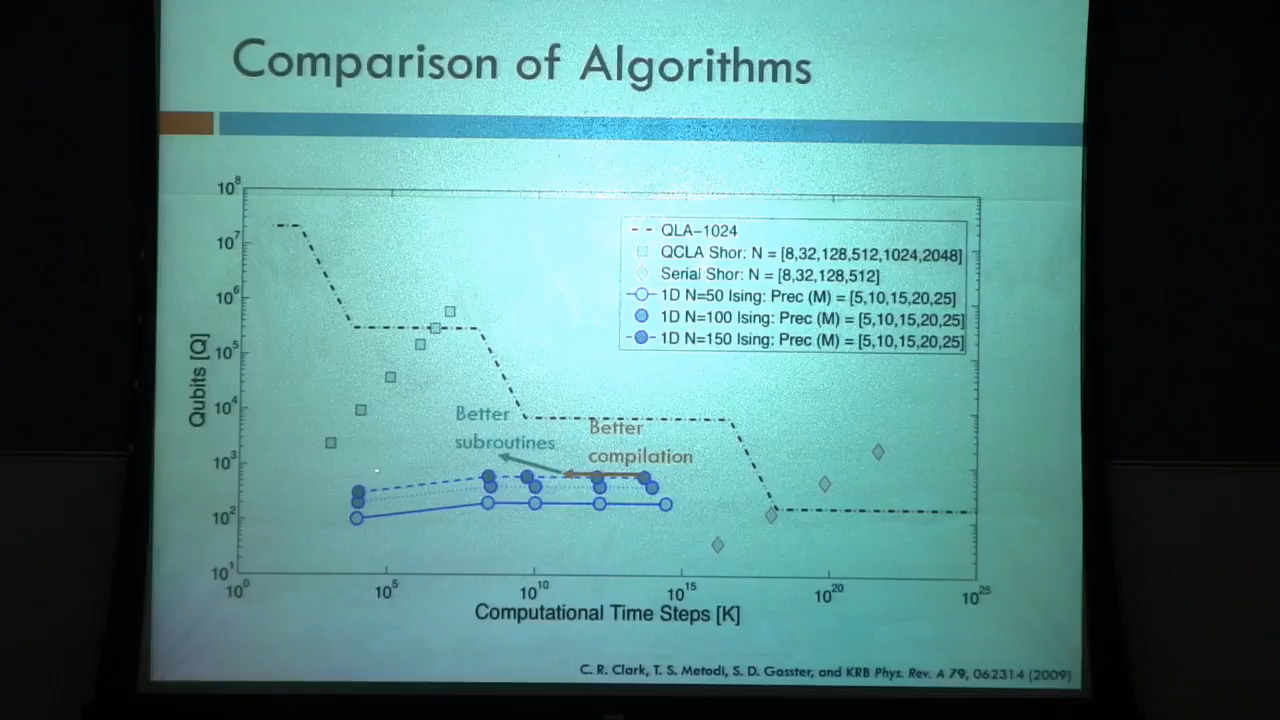 Comparison of Algorithms
10^8
10^7
10^6
10^5
10^4
10^3
10^2
10^1
Qubits [Q]
QLA-1024
QCLA Shor: N = [8,32,128,512,1024,2048]
Serial Shor: N = [8,32,128,512]
1D N=50 Ising: Prec (M) = [5,10,15,20,25]
1D N=100 Ising: Prec (M) = [5,10,15,20,25]
1D N=150 Ising: Prec (M) = [5,10,15,20,25]
Better
subroutines
Better
compilation
10^0 10^5 10^10 10^15 10^20 10^25
Computational Time Steps [K]
C. R. Clark, T. S. Metodi, S. D. Gasster, and KRB Phys. Rev. A 79, 062314 (2009)